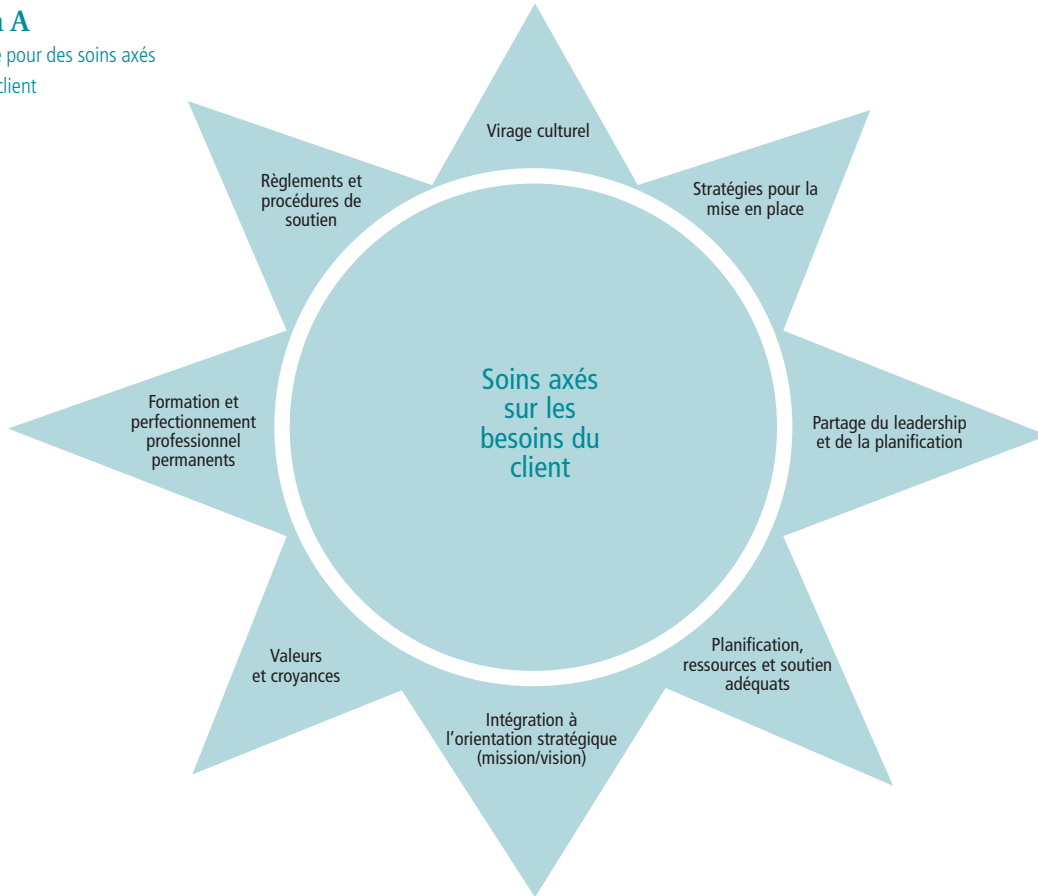 A
pour des soins axés
client
Virage culturel
Règlements et
procédures de
soutien
Stratégies pour la
mise en place
Formation et
perfectionnement
professionnel
permanents
Soins axés
sur les
besoins du
client
Partage du leadership
et de la planification
Valeurs
et croyances
Planification,
ressources et soutien
adéquats
Intégration à
l'orientation stratégique
(mission/vision)